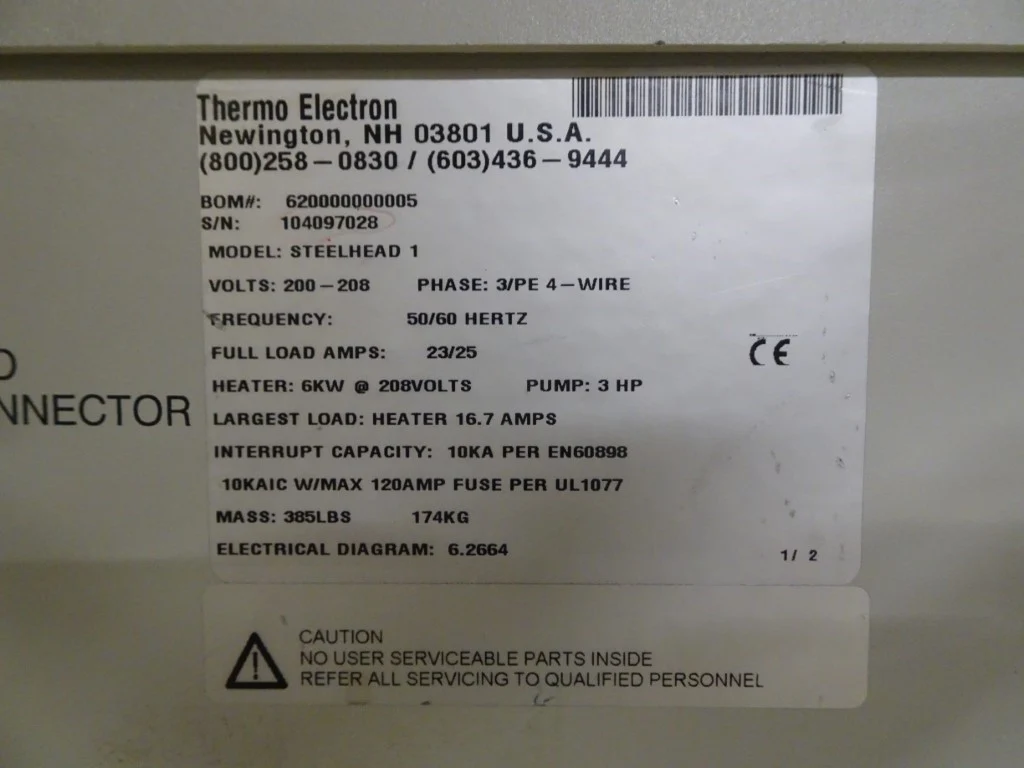 Thermo Electron
Newington, NH 03801 U.S.A.
(800)258-0830 / (603)436-9444
BOM#: 620000000005
S/N: 104097028
MODEL: STEELHEAD 1
VOLTS: 200-208 PHASE: 3/PE 4-WIRE
FREQUENCY: 50/60 HERTZ
FULL LOAD AMPS: 23/25
CE
HEATER: 6KW @ 208VOLTS PUMP: 3 HP
NNECTOR
LARGEST LOAD: HEATER 16.7 AMPS
INTERRUPT CAPACITY: 10KA PER EN60898
10KAIC W/MAX 120AMP FUSE PER UL1077
MASS: 385LBS 174KG
ELECTRICAL DIAGRAM: 6.2664
1/ 2
CAUTION
NO USER SERVICEABLE PARTS INSIDE
REFER ALL SERVICING TO QUALIFIED PERSONNEL